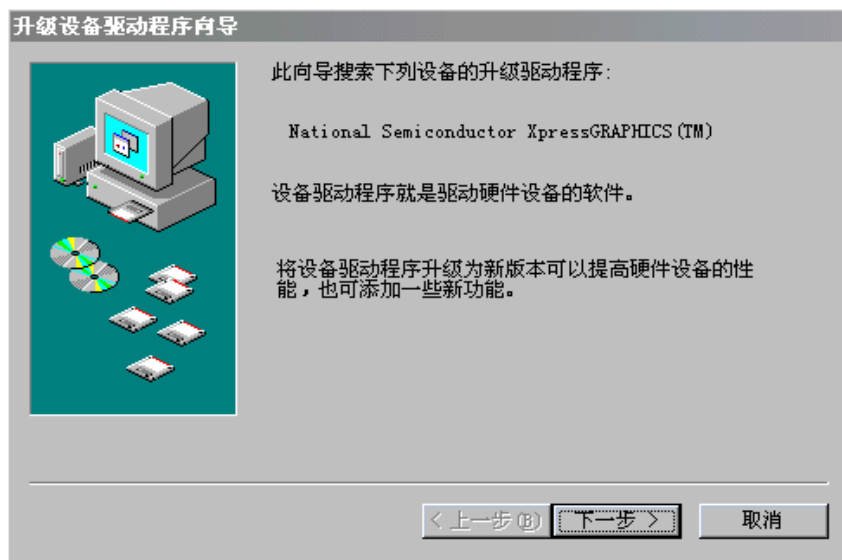 升级设备驱动程序向导
此向导搜索下列设备的升级驱动程序:
National Semiconductor XpressGRAPHICS(TM)
设备驱动程序就是驱动硬件设备的软件。
将设备驱动程序升级为新版本可以提高硬件设备的性
能，也可添加一些新功能。
< 上一步(B) 下一步 > 取消